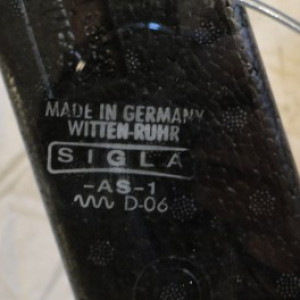 MADE IN GERMANY
WITTEN-RUHR
SIGLA
-AS-1
D-06